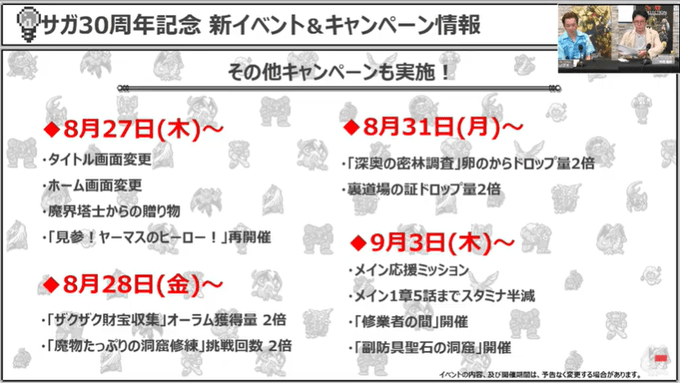 サガ30周年記念 新イベント&キャンペーン情報
その他キャンペーンも実施！
◆8月27日(木)～
・タイトル画面変更
・ホーム画面変更
・魔界塔士からの贈り物
・「見参！ヤーマスのヒーロー！」再開催
◆8月28日(金)～
・「ザクザク財宝収集」オーラム獲得量 2倍
・「魔物たっぷりの洞窟修練」挑戦回数 2倍
◆8月31日(月)～
・「深奥の密林調査」卵のからドロップ量2倍
・裏道場の証ドロップ量2倍
◆9月3日(木)～
・メイン応援ミッション
・メイン1章5話までスタミナ半減
・「修業者の間」開催
・「副防具聖石の洞窟」開催
イベントの内容、及び開催期間は、予告なく変更する場合があります。